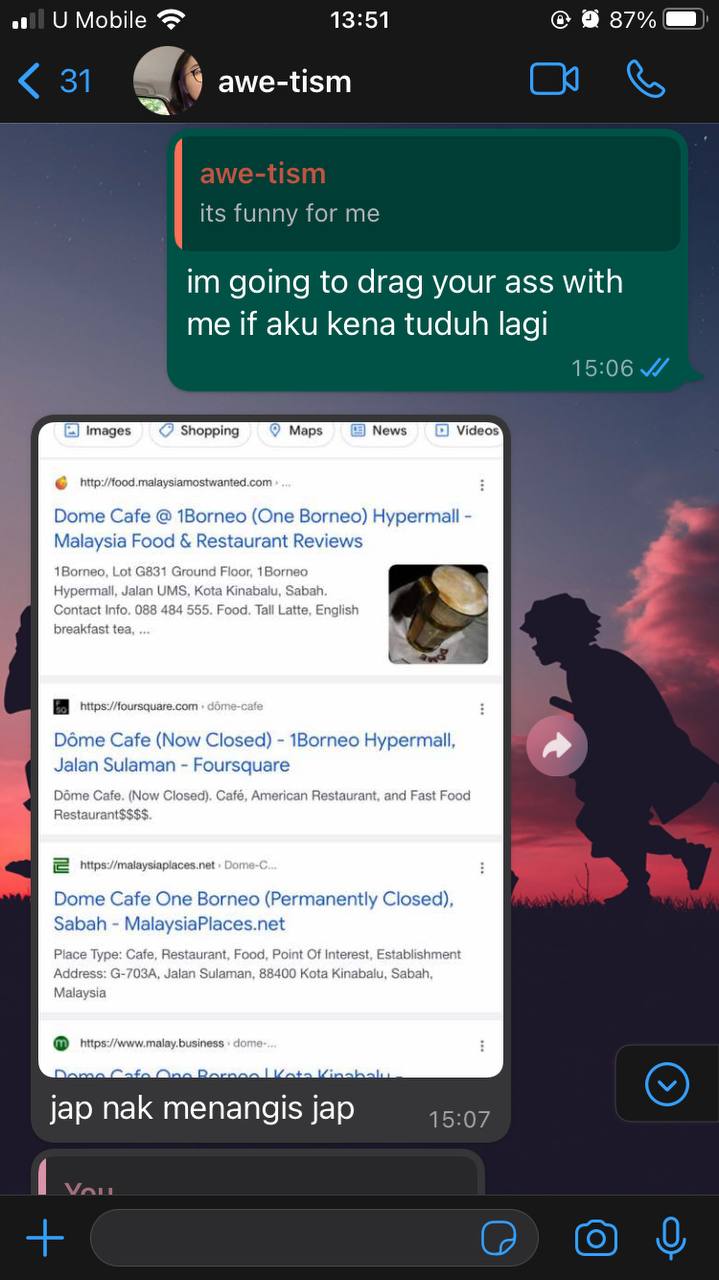 U Mobile 13:51 87%
31 awe-tism
awe-tism
its funny for me
im going to drag your ass with
me if aku kena tuduh lagi
15:06
Images Shopping Maps News Videos
http://food.malaysiamostwanted.com › ...
Dome Cafe @ 1Borneo (One Borneo) Hypermall -
Malaysia Food & Restaurant Reviews
1Borneo, Lot G831 Ground Floor, 1Borneo
Hypermall, Jalan UMS, Kota Kinabalu, Sabah.
Contact Info. 088 484 555. Food. Tall Latte, English
breakfast tea, ...
https://foursquare.com › dôme-cafe
Dôme Cafe (Now Closed) - 1Borneo Hypermall,
Jalan Sulaman - Foursquare
Dôme Cafe. (Now Closed). Café, American Restaurant, and Fast Food
Restaurant$$$$.
https://malaysiaplaces.net › Dome-C...
Dome Cafe One Borneo (Permanently Closed),
Sabah - MalaysiaPlaces.net
Place Type: Cafe, Restaurant, Food, Point Of Interest, Establishment
Address: G-703A, Jalan Sulaman, 88400 Kota Kinabalu, Sabah,
Malaysia
https://www.malay.business › dome-...
Dome Cafe One Borneo | Kota Kinabalu -
jap nak menangis jap
15:07
You